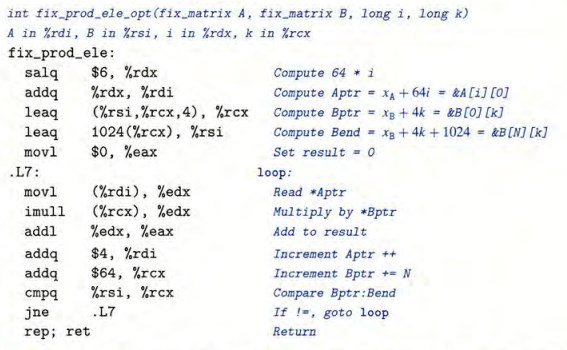 int fix_prod_ele_opt(fix_matrix A, fix_matrix B, long i, long k)
A in %rdi, B in %rsi, i in %rdx, k in %rcx
fix_prod_ele:
salq $6, %rdx Compute 64 * i
addq %rdx, %rdi Compute Aptr = xA + 64i = &A[i][0]
leaq (%rsi,%rcx,4), %rcx Compute Bptr = xB + 4k = &B[0][k]
leaq 1024(%rcx), %rsi Compute Bend = xB + 4k + 1024 = &B[N][k]
movl $0, %eax Set result = 0
.L7: loop:
movl (%rdi), %edx Read *Aptr
imull (%rcx), %edx Multiply by *Bptr
addl %edx, %eax Add to result
addq $4, %rdi Increment Aptr ++
addq $64, %rcx Increment Bptr += N
cmpq %rsi, %rcx Compare Bptr:Bend
jne .L7 If !=, goto loop
rep; ret Return